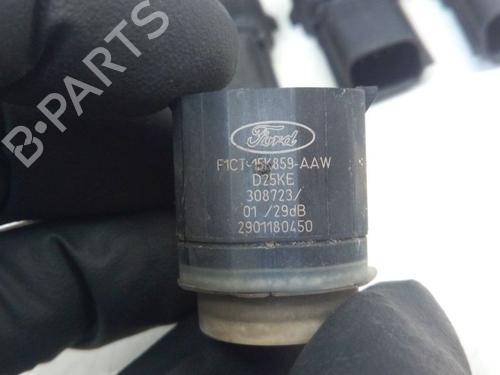 B-PARTS
Ford
F1CT-15K859-AAW
D25KE
308723/
01 /29dB
2901180450